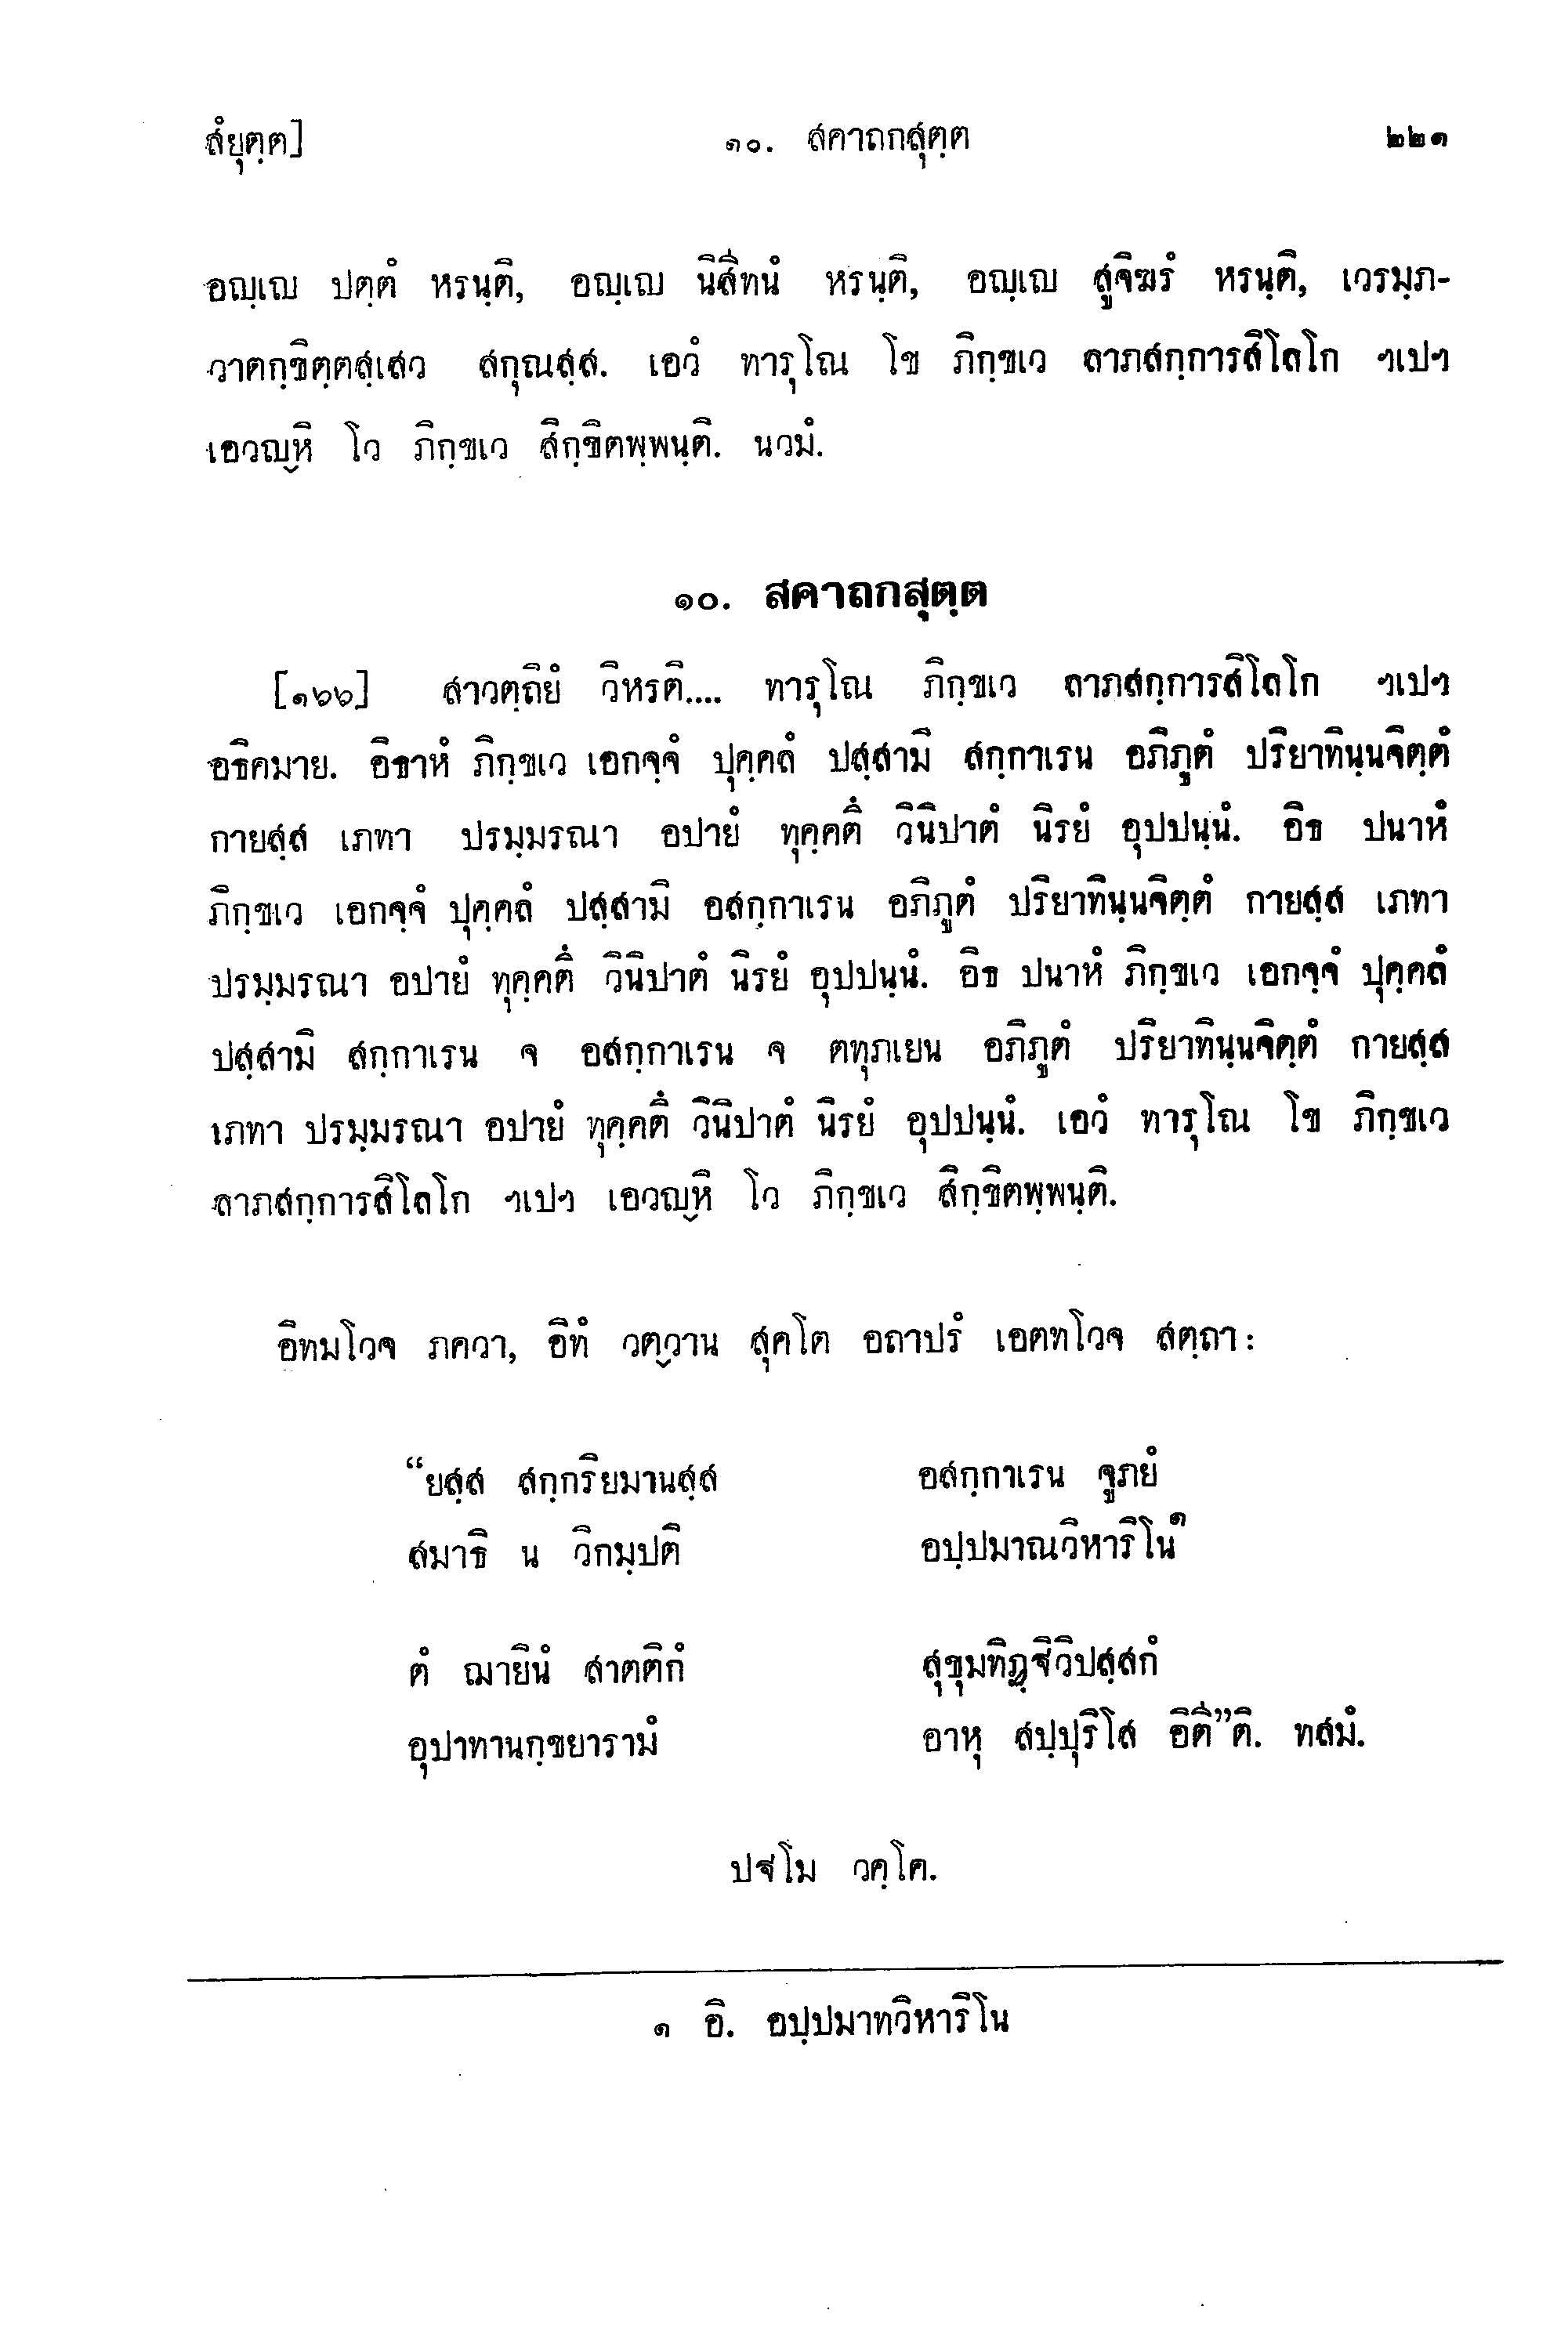 สํยุตฺต]	๑๐. สคาถกสุตฺต	๒๒๑
อญฺเญ ปตฺตํ หรนฺติ, อญฺเญ นิสีทนํ หรนฺติ, อญฺเญ สูจิฆรํ หรนฺติ, เวรมฺภ-
วาตกฺขิตฺตสฺเสว สกุณสฺส. เอวํ ทารุโณ โข ภิกฺขเว ลาภสกฺการสิโลโก ฯเปฯ
เอวญฺหิ โว ภิกฺขเว สิกฺขิตพฺพนฺติ. นวมํ.
๑๐. สคาถกสุตฺต
[๑๖๖] สาวตฺถิยํ วิหรติ.... ทารุโณ ภิกฺขเว ลาภสกฺการสิโลโก ฯเปฯ
อธิคมาย. อิธาหํ ภิกฺขเว เอกจฺจํ ปุคฺคลํ ปสฺสามิ สกฺกาเรน อภิภูตํ ปริยาทินฺนจิตฺตํ
กายสฺส เภทา ปรมฺมรณา อปายํ ทุคฺคตึ วินิปาตํ นิรยํ อุปปนฺนํ. อิธ ปนาหํ
ภิกฺขเว เอกจฺจํ ปุคฺคลํ ปสฺสามิ อสกฺกาเรน อภิภูตํ ปริยาทินฺนจิตฺตํ กายสฺส เภทา
ปรมฺมรณา อปายํ ทุคฺคตึ วินิปาตํ นิรยํ อุปปนฺนํ. อิธ ปนาหํ ภิกฺขเว เอกจฺจํ ปุคฺคลํ
ปสฺสามิ สกฺกาเรน จ อสกฺกาเรน จ ตทุภเยน อภิภูตํ ปริยาทินฺนจิตฺตํ กายสฺส
เภทา ปรมฺมรณา อปายํ ทุคฺคตึ วินิปาตํ นิรยํ อุปปนฺนํ. เอวํ ทารุโณ โข ภิกฺขเว
ลาภสกฺการสิโลโก ฯเปฯ เอวญฺหิ โว ภิกฺขเว สิกฺขิตพฺพนฺติ.
อิทมโวจ ภควา, อิทํ วตฺวาน สุคโต อถาปรํ เอตทโวจ สตฺถา:
“ยสฺส สกฺกริยมานสฺส	อสกฺกาเรน จูภยํ
สมาธิ น วิกมฺปติ	อปฺปมาณวิหาริโน๑
ตํ ฌายินํ สาตติกํ	สุขุมทิฏฺฐิวิปสฺสกํ
อุปาทานกฺขยารามํ	อาหุ สปฺปุริโส อิตี”ติ. ทสมํ.
ปฐโม วคฺโค.
๑ อิ. อปฺปมาทวิหาริโน